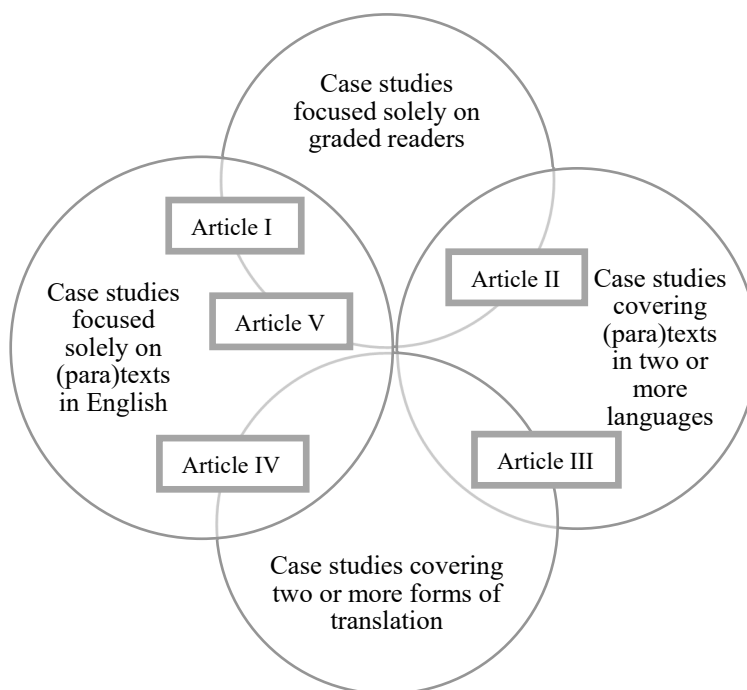 Case studies
focused solely on
graded readers
Article I
Article II
Case studies
focused
solely on
(para)texts
in English
Article V
Case studies
covering
(para)texts
in two or
more
languages
Article IV
Article III
Case studies covering
two or more forms of
translation